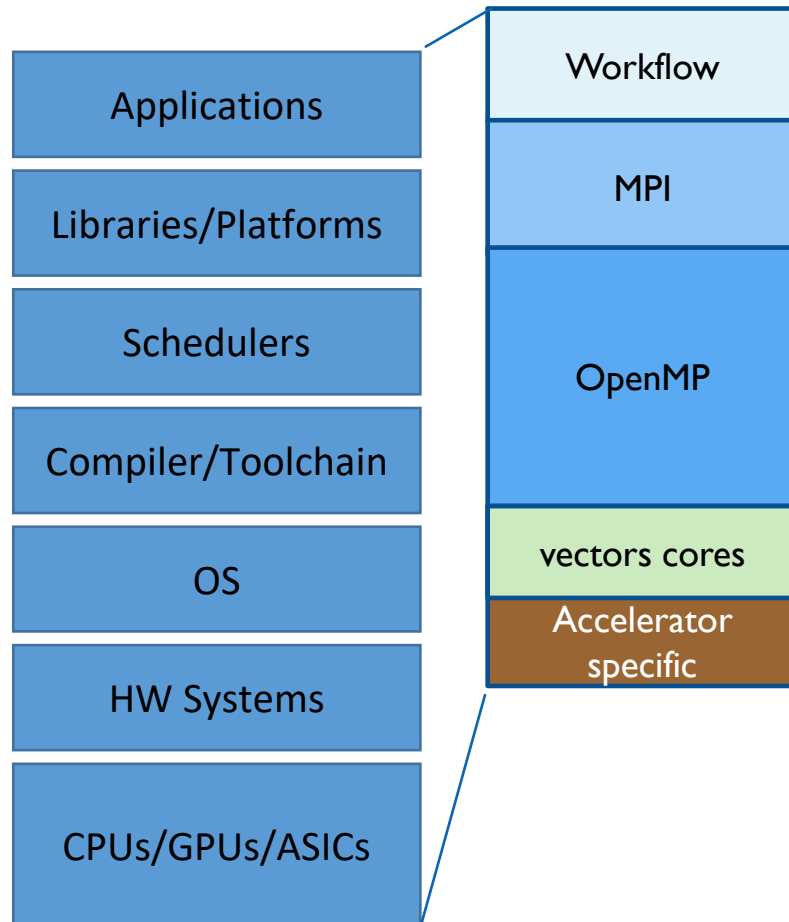 Applications
Libraries/Platforms
Schedulers
Compiler/Toolchain
OS
HW Systems
CPUs/GPUs/ASICs
Workflow
MPI
OpenMP
vectors cores
Accelerator
specific